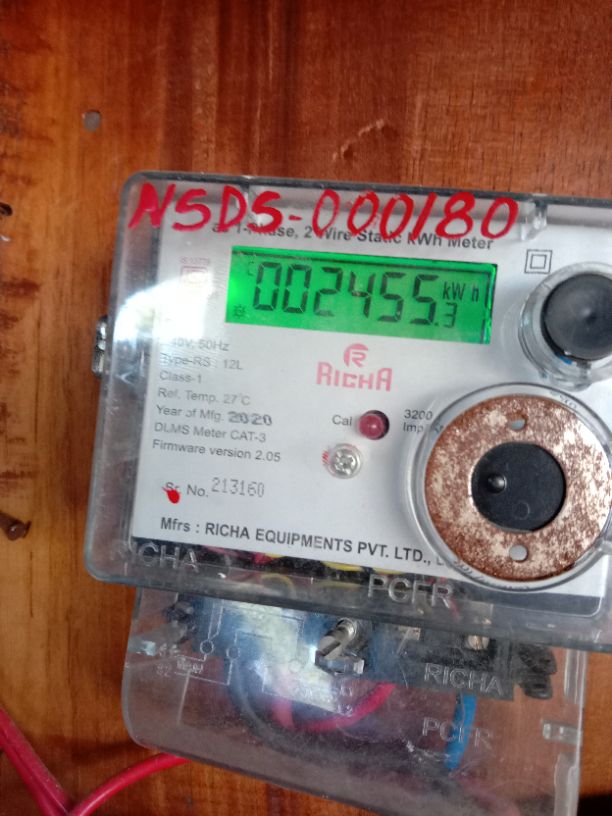 NSDS-000180
1-Phase, 2 Wire Static kWh Meter
IS 13779
002455.3 kWh
240V, 50Hz
Type-RS : 12L
RICHA
Class-1
Ref. Temp. 27°C
Year of Mfg. 2020
Cal
3200
DLMS Meter CAT-3
Imp/
Firmware version 2.05
Sr. No. 213160
Mfrs : RICHA EQUIPMENTS PVT. LTD.,
RICHA
PCFR
RICHA
PCFR